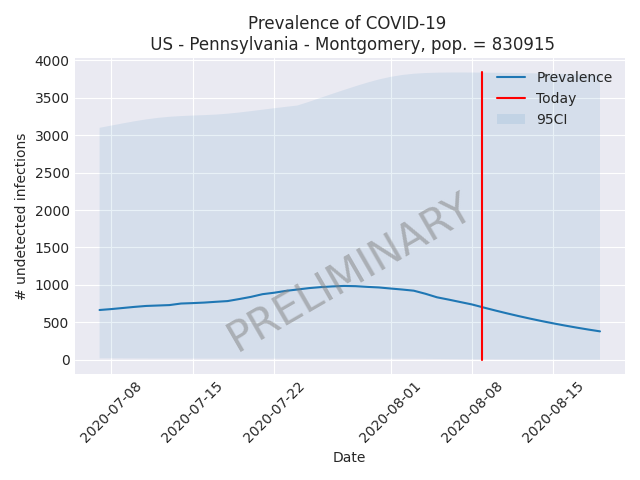 Prevalence of COVID-19
US - Pennsylvania - Montgomery, pop. = 830915
4000
3500
3000
2500
2000
1500
1000
500
0
# undetected infections
Prevalence
Today
95CI
PRELIMINARY
2020-07-08
2020-07-15
2020-07-22
2020-08-01
2020-08-08
2020-08-15
Date